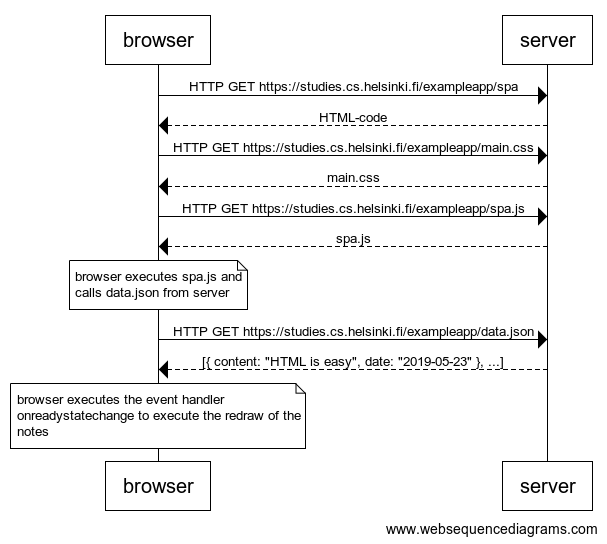 browser
server
HTTP GET https://studies.cs.helsinki.fi/exampleapp/spa
HTML-code
HTTP GET https://studies.cs.helsinki.fi/exampleapp/main.css
main.css
HTTP GET https://studies.cs.helsinki.fi/exampleapp/spa.js
spa.js
browser executes spa.js and
calls data.json from server
HTTP GET https://studies.cs.helsinki.fi/exampleapp/data.json
[{ content: "HTML is easy", date: "2019-05-23" }, ...]
browser executes the event handler
onreadystatechange to execute the redraw of the
notes
browser
server
www.websequencediagrams.com